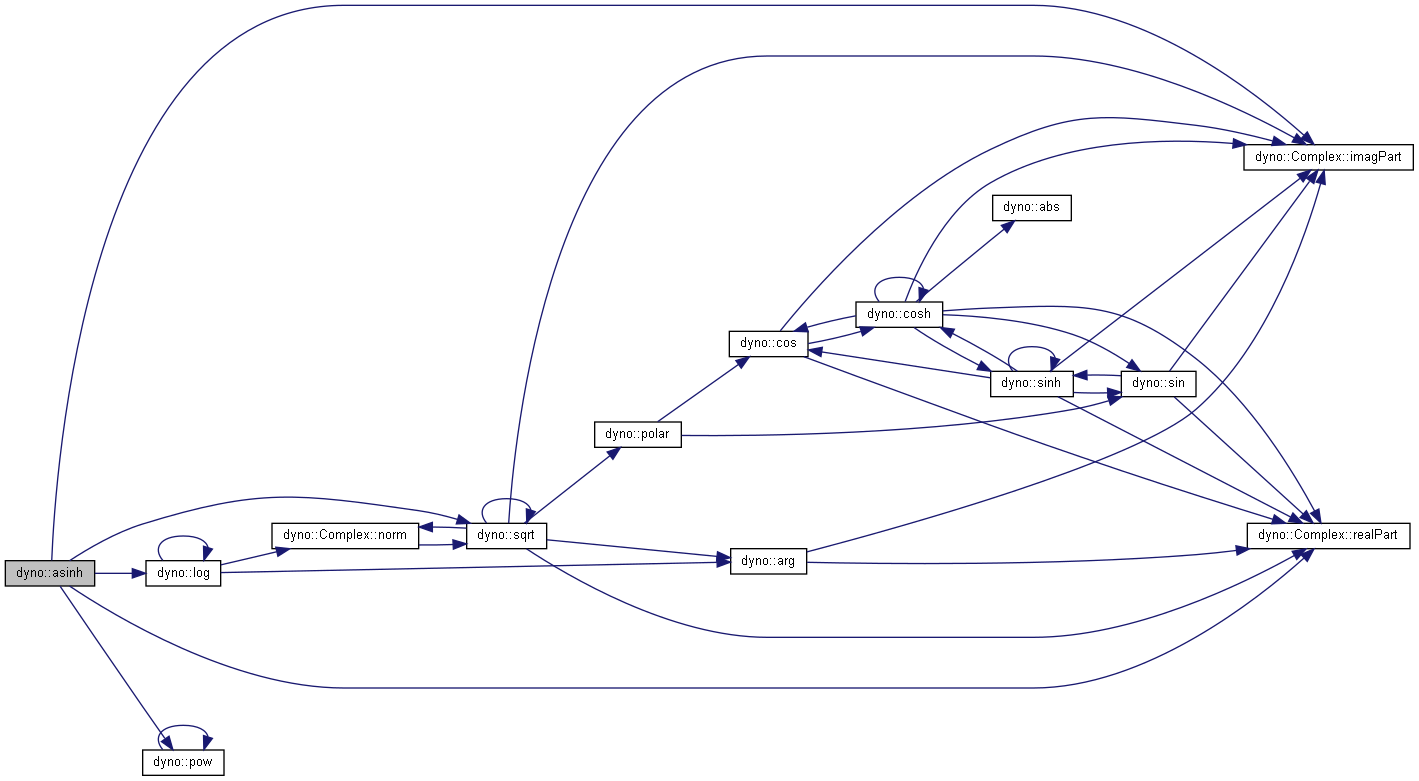 dyno::Complex::imagPart
dyno::abs
dyno::cosh
dyno::cos
dyno::sinh
dyno::sin
dyno::polar
dyno::Complex::norm
dyno::sqrt
dyno::Complex::realPart
dyno::arg
dyno::asinh
dyno::log
dyno::pow